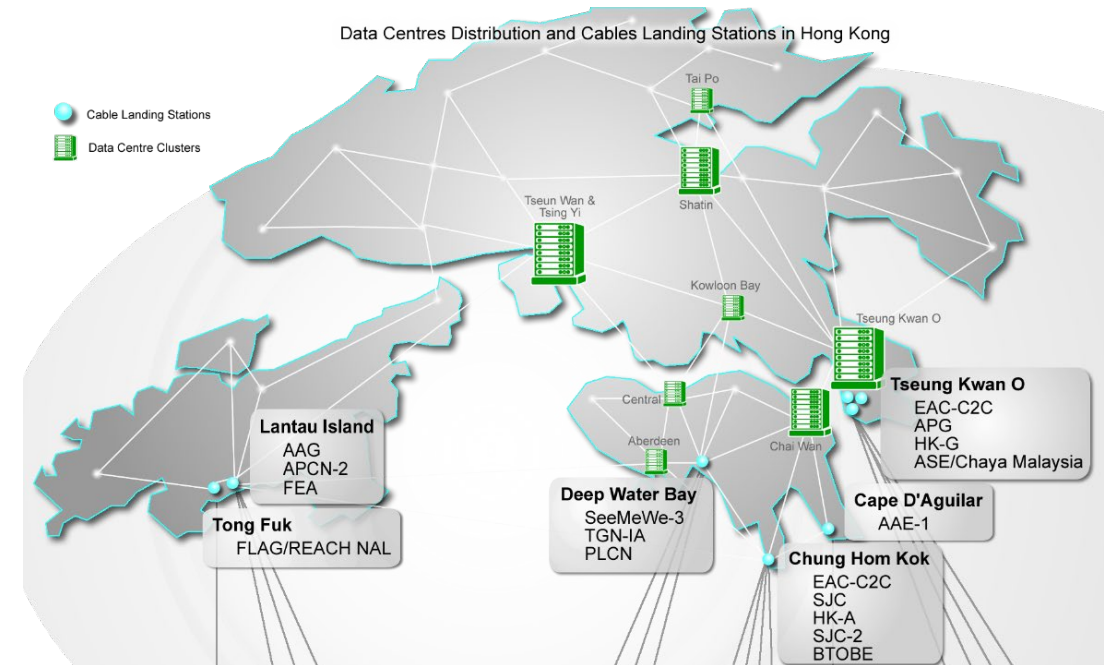 Data Centres Distribution and Cables Landing Stations in Hong Kong
Cable Landing Stations
Data Centre Clusters
Tai Po
Shatin
Tseun Wan &
Tsing Yi
Kowloon Bay
Tseung Kwan O
Central
Aberdeen
Chai Wan
Lantau Island
AAG
APCN-2
FEA
Tong Fuk
FLAG/REACH NAL
Deep Water Bay
SeeMeWe-3
TGN-IA
PLCN
Tseung Kwan O
EAC-C2C
APG
HK-G
ASE/Chaya Malaysia
Cape D'Aguilar
AAE-1
Chung Hom Kok
EAC-C2C
SJC
HK-A
SJC-2
BTOBE